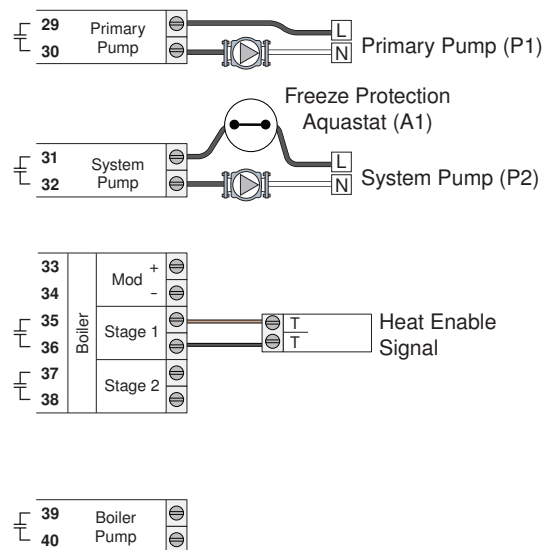 29 Primary L
30 Pump N Primary Pump (P1)
Freeze Protection
Aquastat (A1)
31 System L
32 Pump N System Pump (P2)
33 Mod +
34 -
35 Stage 1 T Heat Enable
36 T Signal
Boiler
37 Stage 2
38
39 Boiler
40 Pump